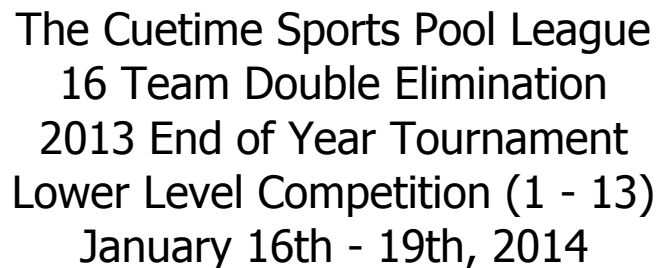 The Cuetime Sports Pool League
16 Team Double Elimination
2013 End of Year Tournament
Lower Level Competition (1 - 13)
January 16th - 19th, 2014